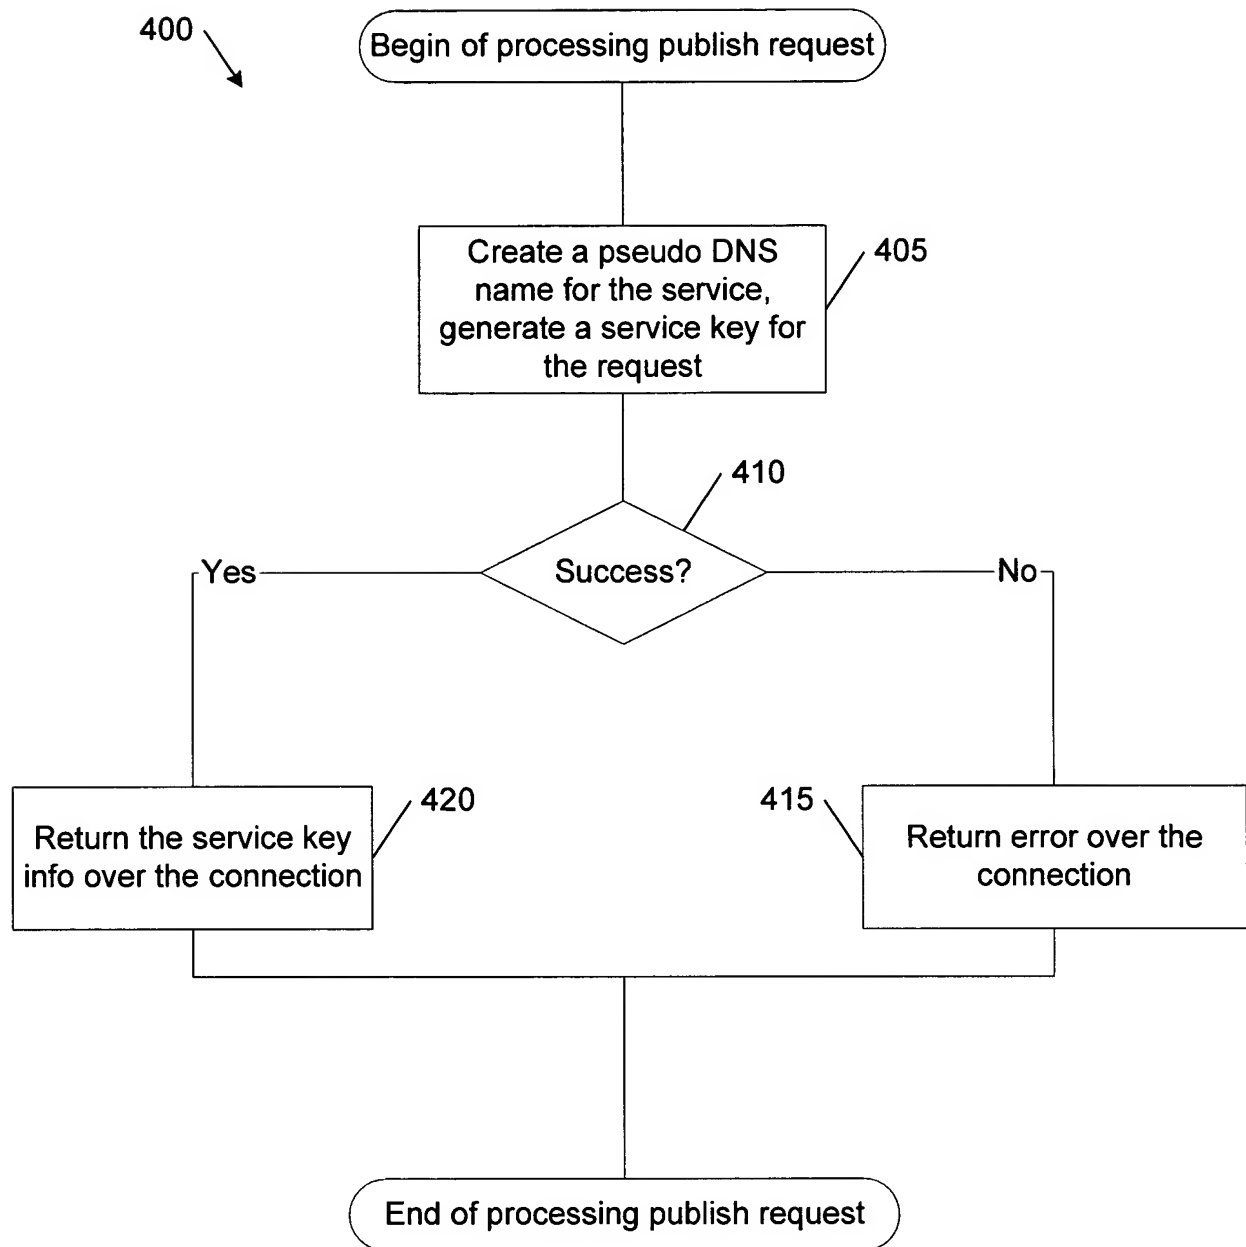 400
Begin of processing publish request
Create a pseudo DNS
name for the service,
generate a service key for
the request
405
410
Success?
Yes
No
420
Return the service key
info over the connection
415
Return error over the
connection
End of processing publish request